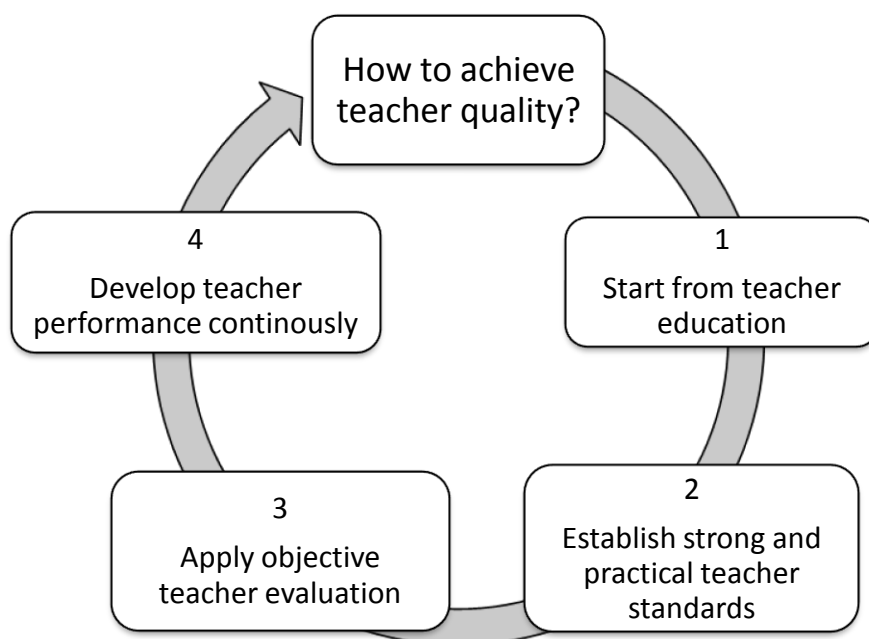 How to achieve
teacher quality?
1
Start from teacher
education
2
Establish strong and
practical teacher
standards
3
Apply objective
teacher evaluation
4
Develop teacher
performance continously